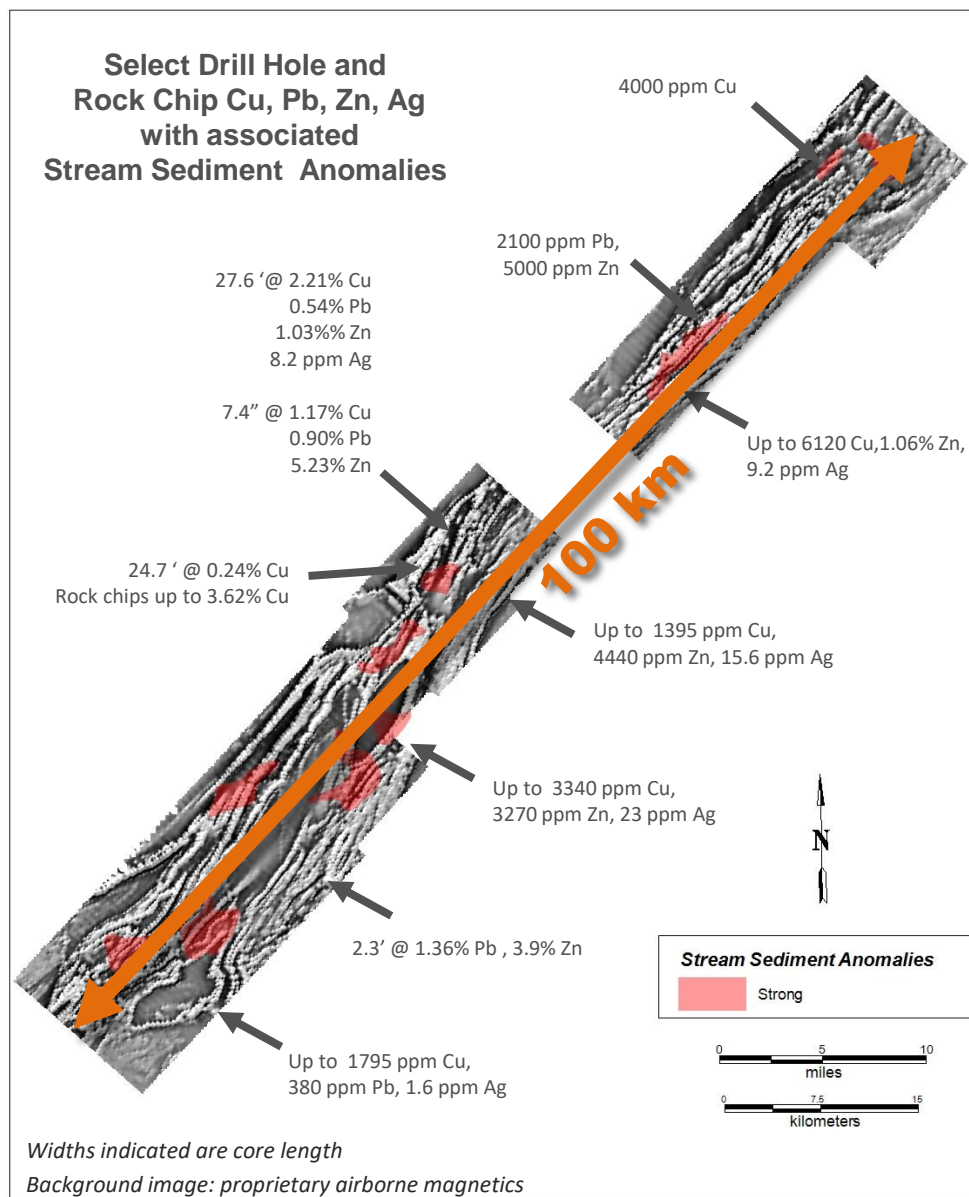 Select Drill Hole and
Rock Chip Cu, Pb, Zn, Ag
with associated
Stream Sediment Anomalies
4000 ppm Cu
2100 ppm Pb,
5000 ppm Zn
27.6 ‘@ 2.21% Cu
0.54% Pb
1.03%% Zn
8.2 ppm Ag
7.4” @ 1.17% Cu
0.90% Pb
5.23% Zn
Up to 6120 Cu,1.06% Zn,
9.2 ppm Ag
100 km
24.7 ‘ @ 0.24% Cu
Rock chips up to 3.62% Cu
Up to 1395 ppm Cu,
4440 ppm Zn, 15.6 ppm Ag
Up to 3340 ppm Cu,
3270 ppm Zn, 23 ppm Ag
N
2.3’ @ 1.36% Pb , 3.9% Zn
Stream Sediment Anomalies
Strong
0 5 10
miles
0 7.5 15
kilometers
Up to 1795 ppm Cu,
380 ppm Pb, 1.6 ppm Ag
Widths indicated are core length
Background image: proprietary airborne magnetics